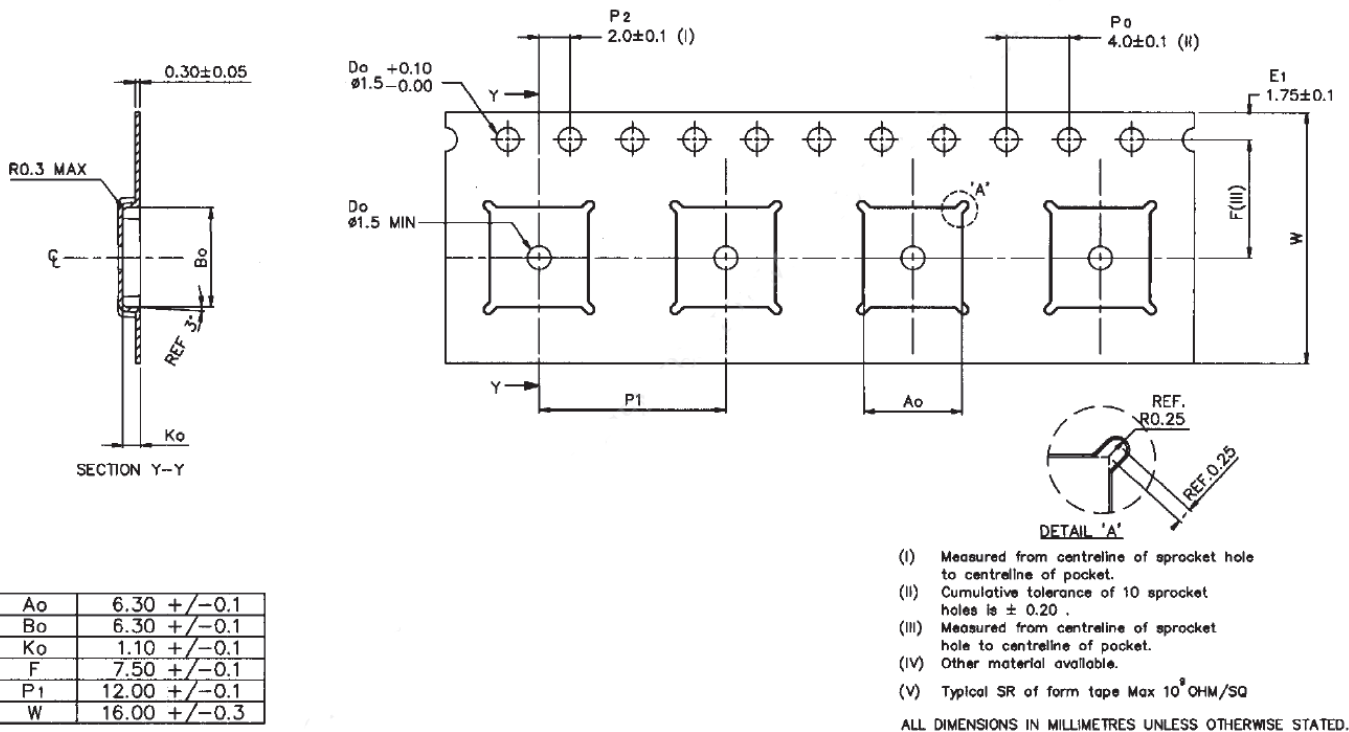 P2
2.0±0.1 (I)
Po
4.0±0.1 (II)
0.30±0.05
Do +0.10
ø1.5-0.00
Y
E1
1.75±0.1
R0.3 MAX
'A'
Do
ø1.5 MIN
F(III)
W
℄
Bo
REF 3°
Y
P1
Ao
Ko
SECTION Y-Y
REF.
R0.25
REF.0.25
DETAIL 'A'
(I) Measured from centreline of sprocket hole
to centreline of pocket.
(II) Cumulative tolerance of 10 sprocket
holes is ± 0.20 .
(III) Measured from centreline of sprocket
hole to centreline of pocket.
(IV) Other material available.
(V) Typical SR of form tape Max 10⁹ OHM/SQ
ALL DIMENSIONS IN MILLIMETRES UNLESS OTHERWISE STATED.
Ao 6.30 +/-0.1
Bo 6.30 +/-0.1
Ko 1.10 +/-0.1
F 7.50 +/-0.1
P1 12.00 +/-0.1
W 16.00 +/-0.3